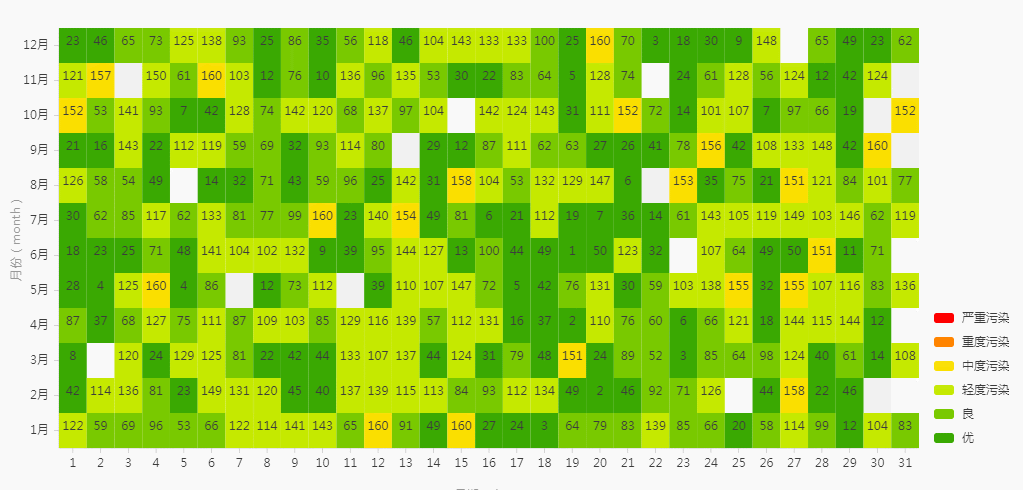 12月 23 46 65 73 125 138 93 25 86 35 56 118 46 104 143 133 133 100 25 160 70 3 18 30 9 148 65 49 23 62
11月 121 157 150 61 160 103 12 76 10 136 96 135 53 30 22 83 64 5 128 74 24 61 128 56 124 12 42 124
10月 152 53 141 93 7 42 128 74 142 120 68 137 97 104 142 124 143 31 111 152 72 14 101 107 7 97 66 19 152
9月 21 16 143 22 112 119 59 69 32 93 114 80 29 12 87 111 62 63 27 26 41 78 156 42 108 133 148 42 160
8月 126 58 54 49 14 32 71 43 59 96 25 142 31 158 104 53 132 129 147 6 153 35 75 21 151 121 84 101 77
7月 30 62 85 117 62 133 81 77 99 160 23 140 154 49 81 6 21 112 19 7 36 14 61 143 105 119 149 103 146 62 119
6月 18 23 25 71 48 141 104 102 132 9 39 95 144 127 13 100 44 49 1 50 123 32 107 64 49 50 151 11 71
5月 28 4 125 160 4 86 12 73 112 39 110 107 147 72 5 42 76 131 30 59 103 138 155 32 155 107 116 83 136
4月 87 37 68 127 75 111 87 109 103 85 129 116 139 57 112 131 16 37 2 110 76 60 6 66 121 18 144 115 144 12
3月 8 120 24 129 125 81 22 42 44 133 107 137 44 124 31 79 48 151 24 89 52 3 85 64 98 124 40 61 14 108
2月 42 114 136 81 23 149 131 120 45 40 137 139 115 113 84 93 112 134 49 2 46 92 71 126 44 158 22 46
1月 122 59 69 96 53 66 122 114 141 143 65 160 91 49 160 27 24 3 64 79 83 139 85 66 20 58 114 99 12 104 83
1 2 3 4 5 6 7 8 9 10 11 12 13 14 15 16 17 18 19 20 21 22 23 24 25 26 27 28 29 30 31
月份 ( month )
严重污染
重度污染
中度污染
轻度污染
良
优